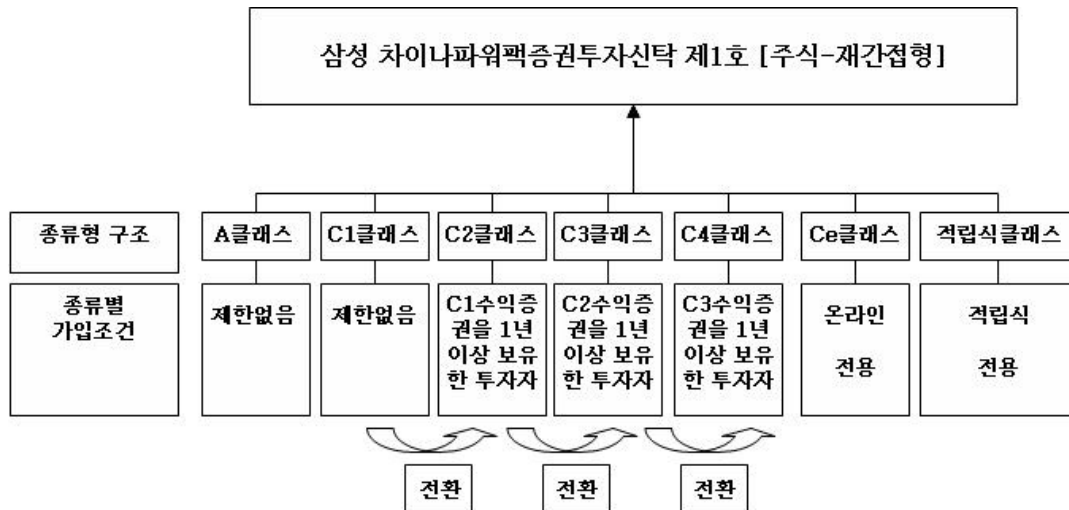 삼성 차이나파워팩증권투자신탁 제1호 [주식-재간접형]
종류형 구조
A클래스
C1클래스
C2클래스
C3클래스
C4클래스
Ce클래스
적립식클래스
종류별
가입조건
제한없음
제한없음
C1수익증
권을 1년
이상 보유
한 투자자
C2수익증
권을 1년
이상 보유
한 투자자
C3수익증
권을 1년
이상 보유
한 투자자
온라인
전용
적립식
전용
전환
전환
전환